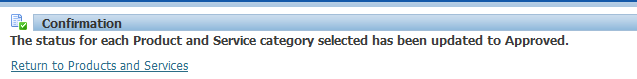 Confirmation
The status for each Product and Service category selected has been updated to Approved.
Return to Products and Services